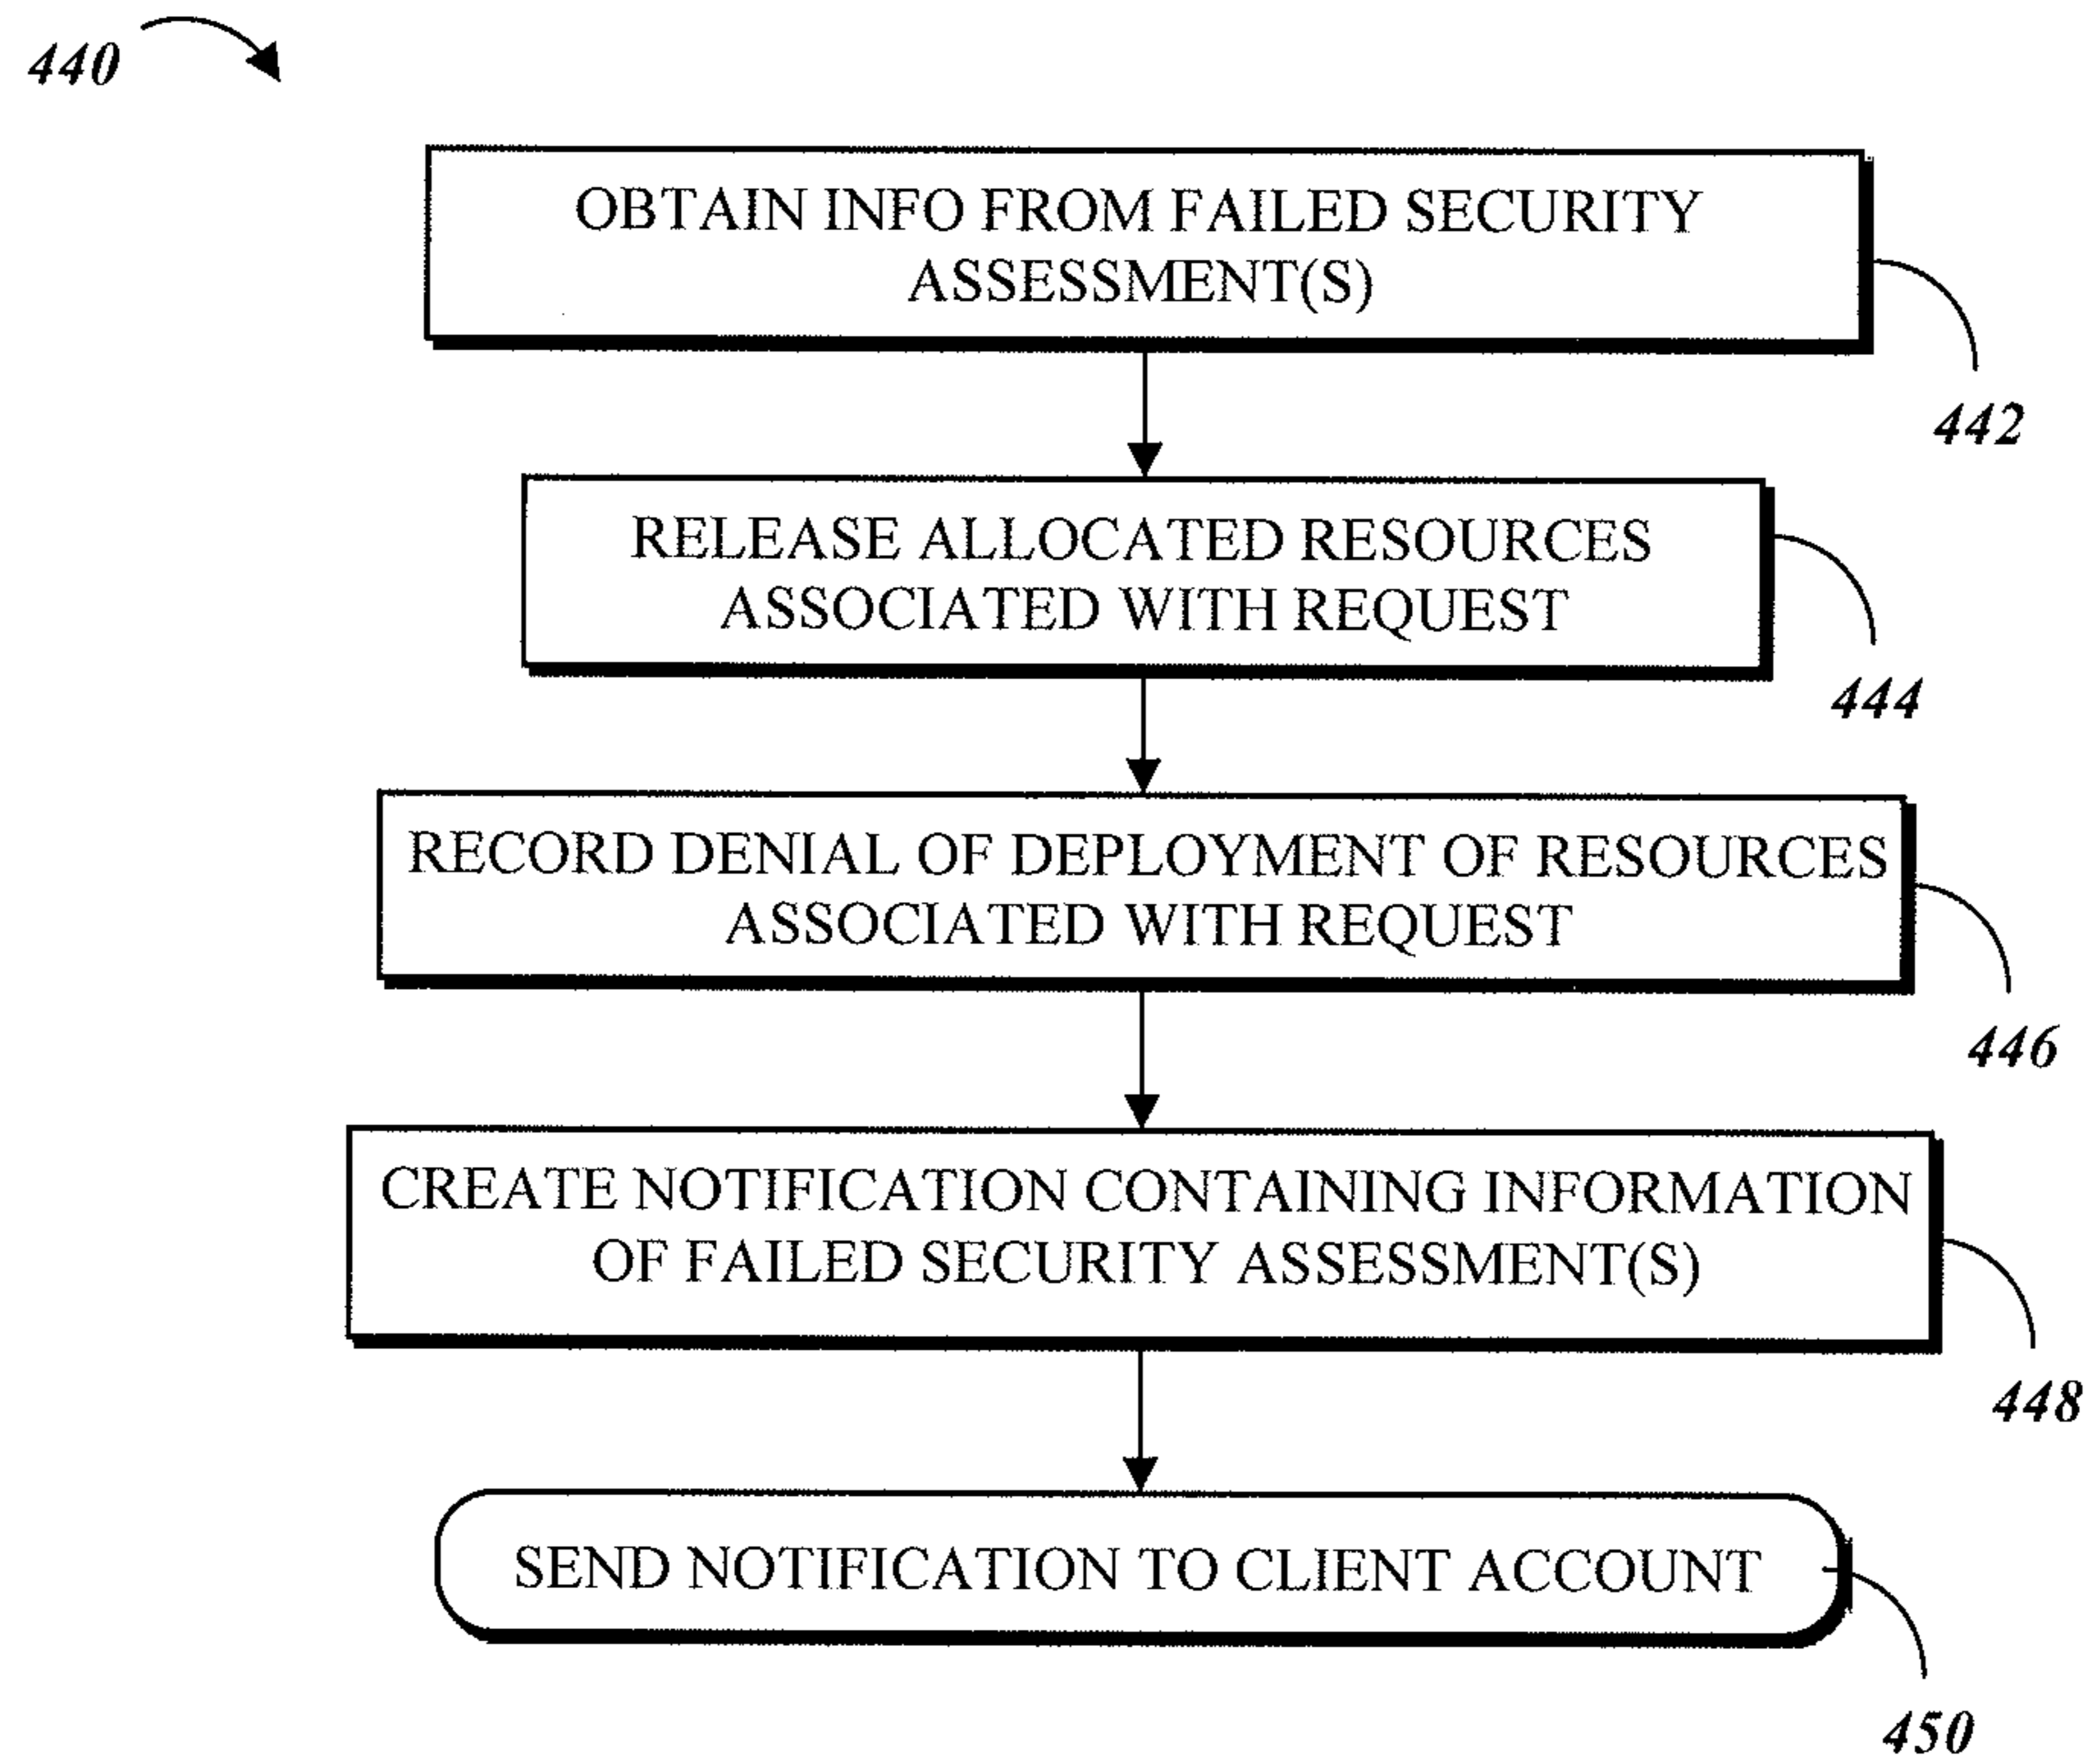 440
OBTAIN INFO FROM FAILED SECURITY
ASSESSMENT(S)
442
RELEASE ALLOCATED RESOURCES
ASSOCIATED WITH REQUEST
444
RECORD DENIAL OF DEPLOYMENT OF RESOURCES
ASSOCIATED WITH REQUEST
446
CREATE NOTIFICATION CONTAINING INFORMATION
OF FAILED SECURITY ASSESSMENT(S)
448
SEND NOTIFICATION TO CLIENT ACCOUNT
450